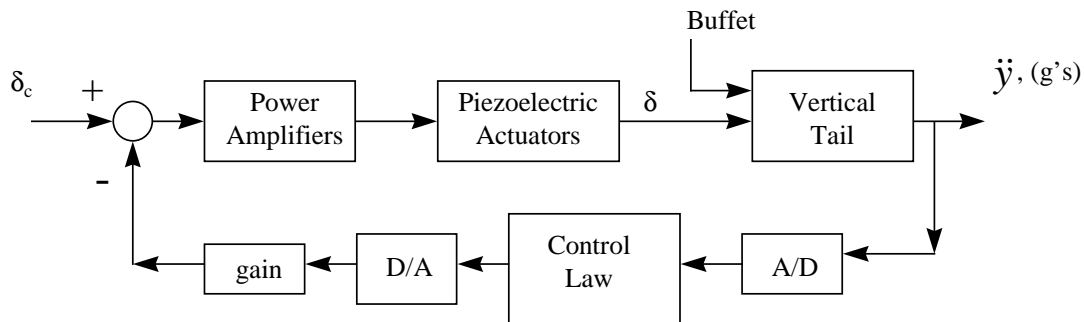 Buffet
δc
+
Power
Amplifiers
Piezoelectric
Actuators
δ
Vertical
Tail
ÿ, (g's)
-
gain
D/A
Control
Law
A/D